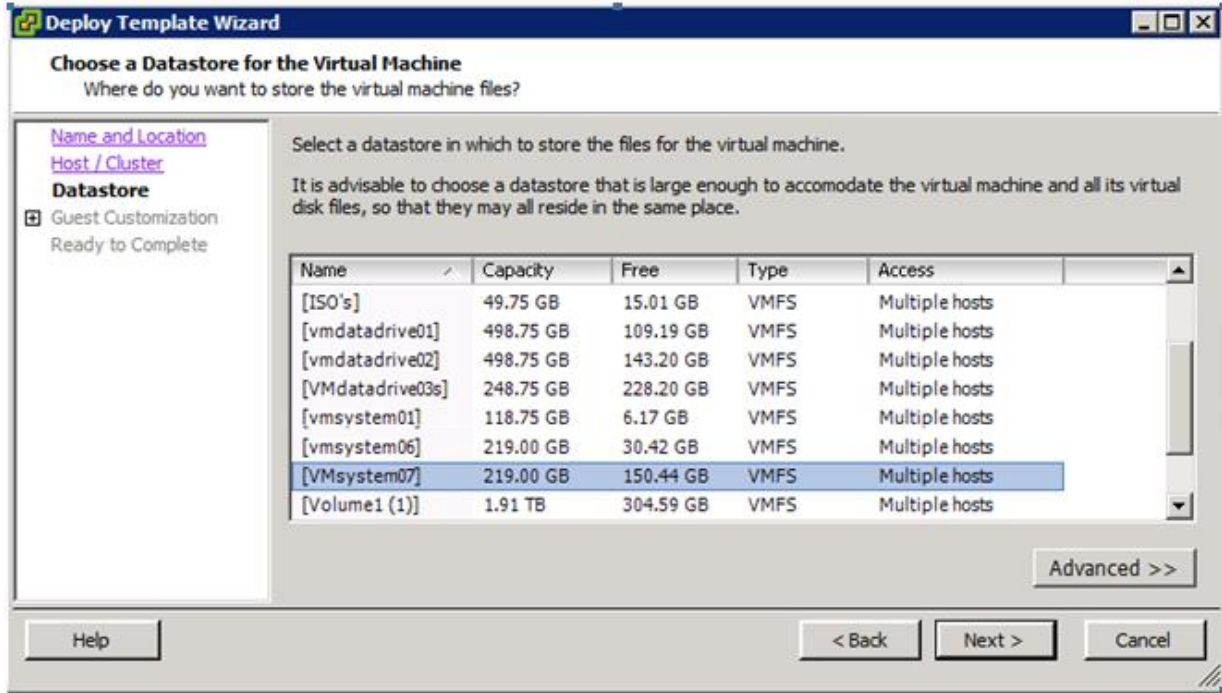 Deploy Template Wizard
Choose a Datastore for the Virtual Machine
Where do you want to store the virtual machine files?
Name and Location
Host / Cluster
Datastore
Guest Customization
Ready to Complete
Select a datastore in which to store the files for the virtual machine.
It is advisable to choose a datastore that is large enough to accomodate the virtual machine and all its virtual
disk files, so that they may all reside in the same place.
Name Capacity Free Type Access
[ISO's] 49.75 GB 15.01 GB VMFS Multiple hosts
[vmdatadrive01] 498.75 GB 109.19 GB VMFS Multiple hosts
[vmdatadrive02] 498.75 GB 143.20 GB VMFS Multiple hosts
[VMdatadrive03s] 248.75 GB 228.20 GB VMFS Multiple hosts
[vmsystem01] 118.75 GB 6.17 GB VMFS Multiple hosts
[vmsystem06] 219.00 GB 30.42 GB VMFS Multiple hosts
[VMsystem07] 219.00 GB 150.44 GB VMFS Multiple hosts
[Volume1 (1)] 1.91 TB 304.59 GB VMFS Multiple hosts
Advanced >>
Help < Back Next > Cancel